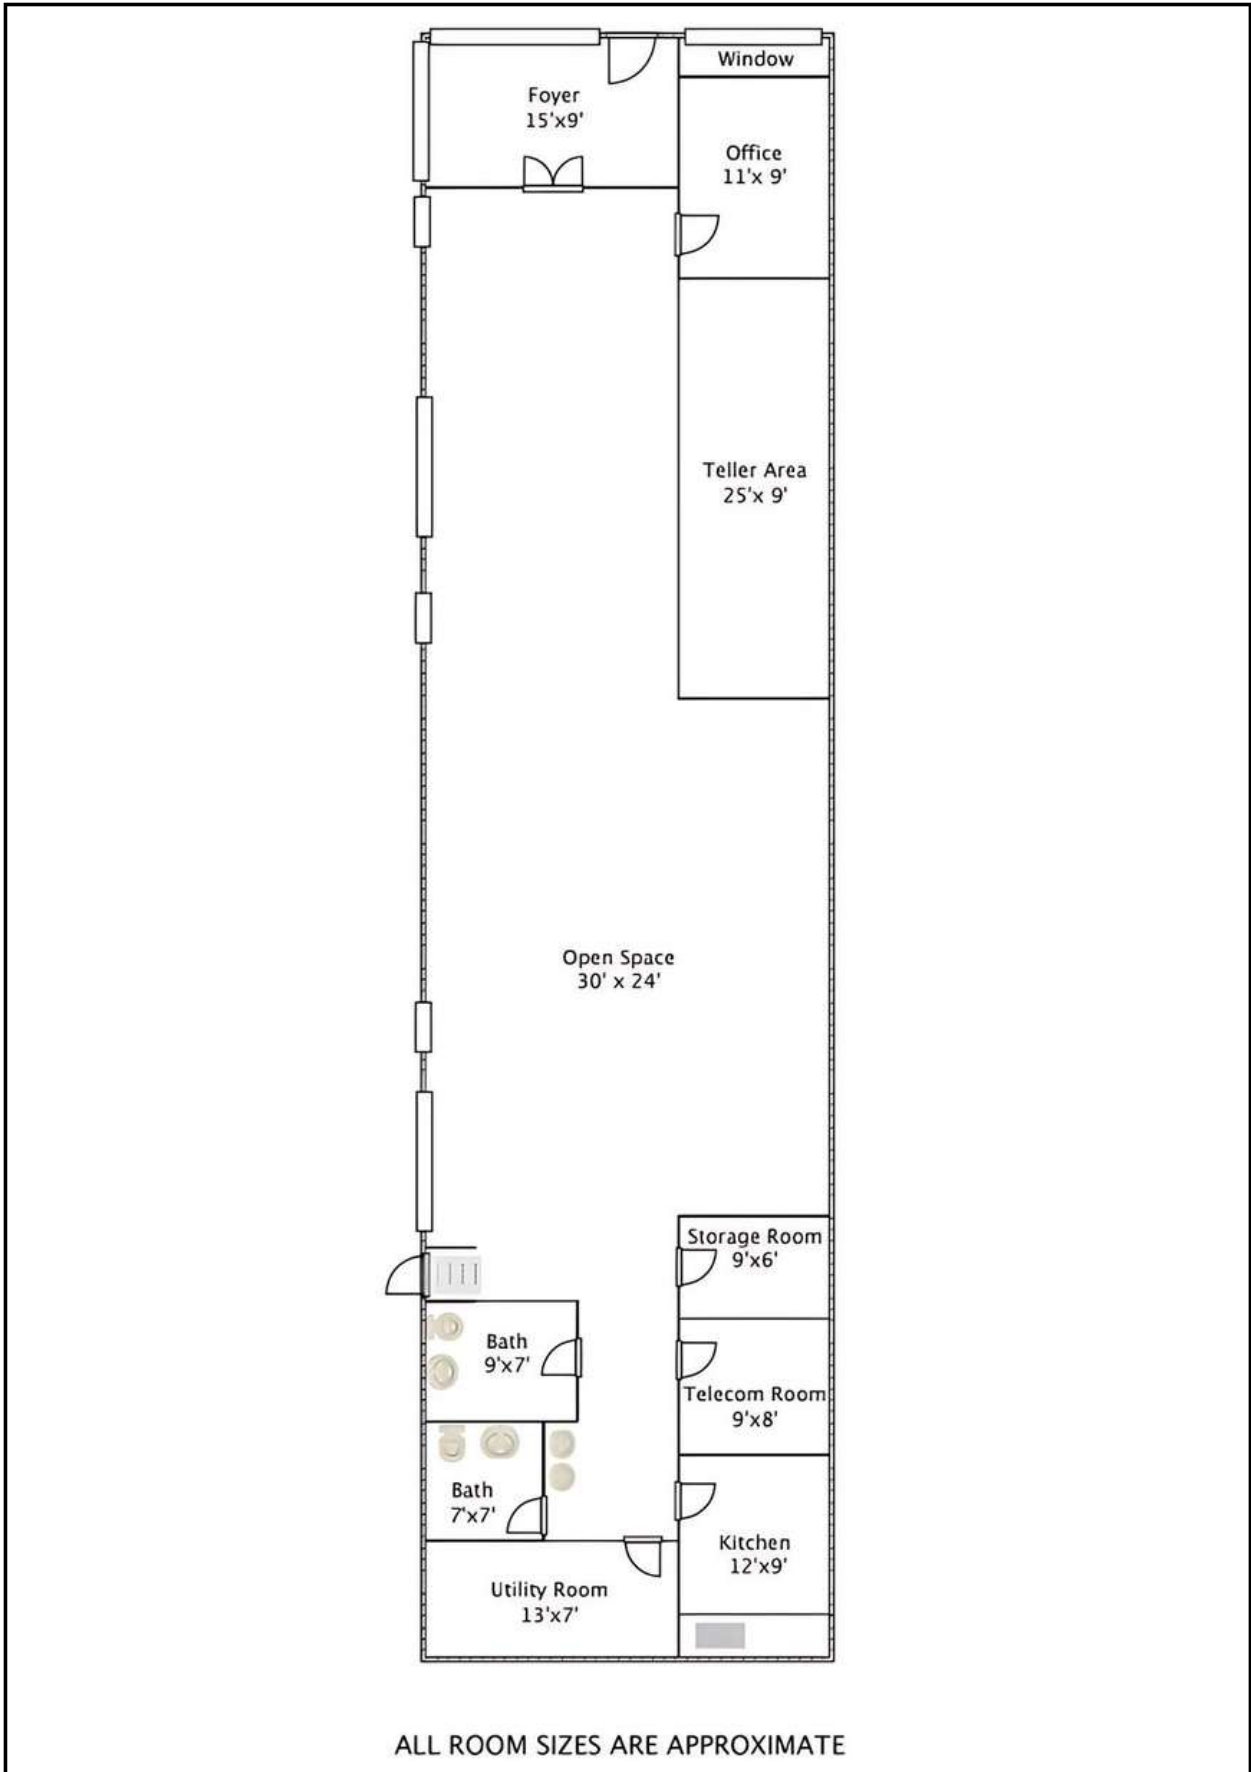 Window
Foyer
15'x9'
Office
11'x 9'
Teller Area
25'x 9'
Open Space
30' x 24'
Storage Room
9'x6'
Bath
9'x7'
Telecom Room
9'x8'
Bath
7'x7'
Kitchen
12'x9'
Utility Room
13'x7'
ALL ROOM SIZES ARE APPROXIMATE